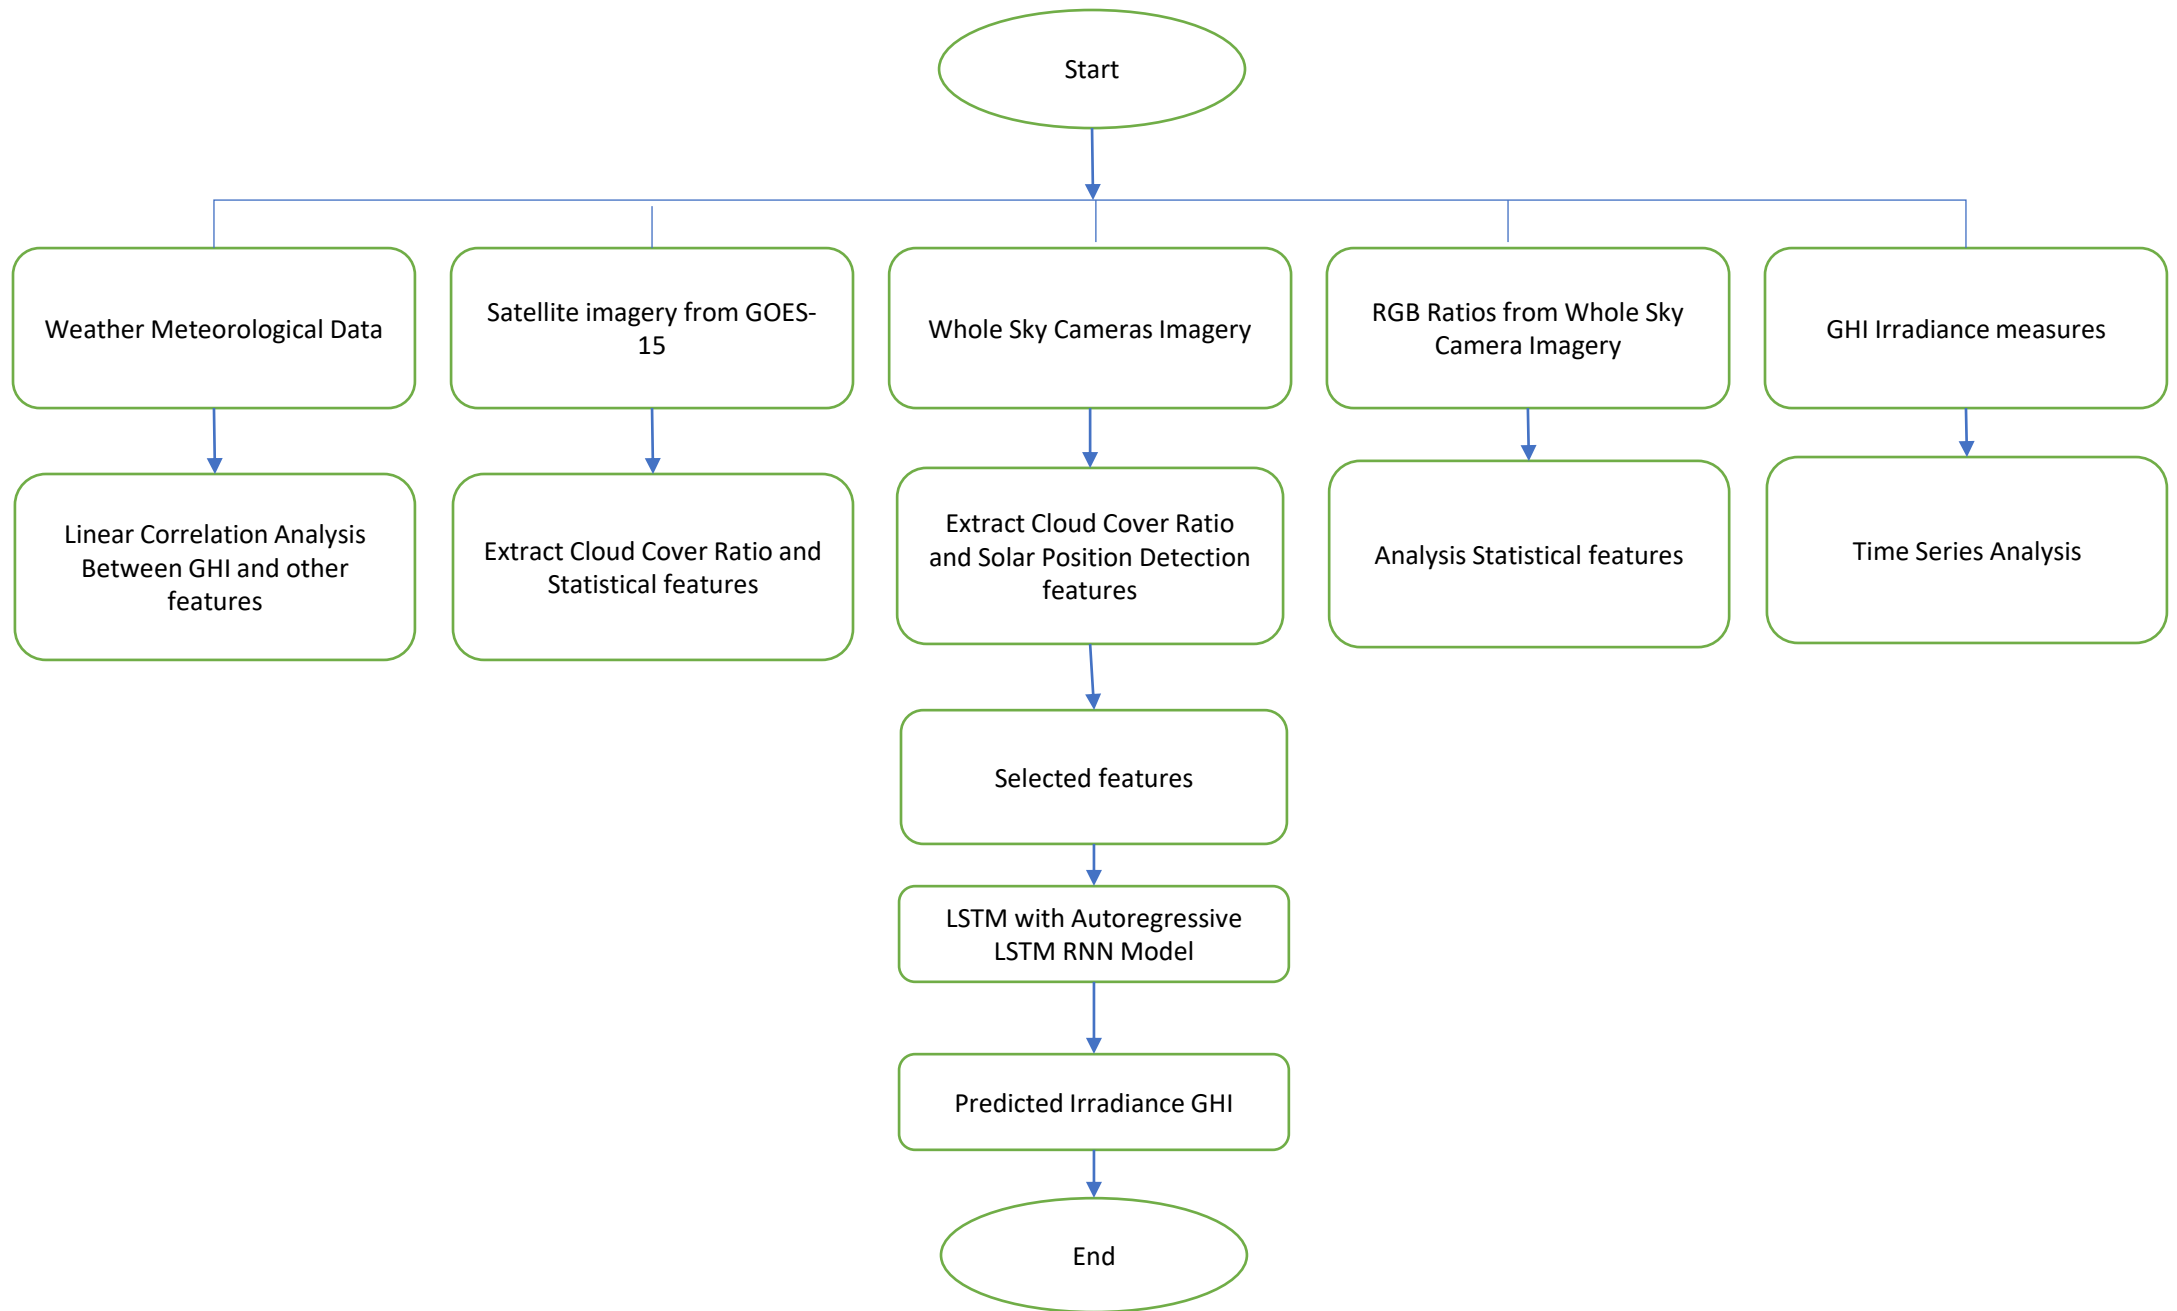 Start
Weather Meteorological Data
Satellite imagery from GOES-
15
Whole Sky Cameras Imagery
RGB Ratios from Whole Sky
Camera Imagery
GHI Irradiance measures
Linear Correlation Analysis
Between GHI and other
features
Extract Cloud Cover Ratio and
Statistical features
Extract Cloud Cover Ratio
and Solar Position Detection
features
Analysis Statistical features
Time Series Analysis
Selected features
LSTM with Autoregressive
LSTM RNN Model
Predicted Irradiance GHI
End